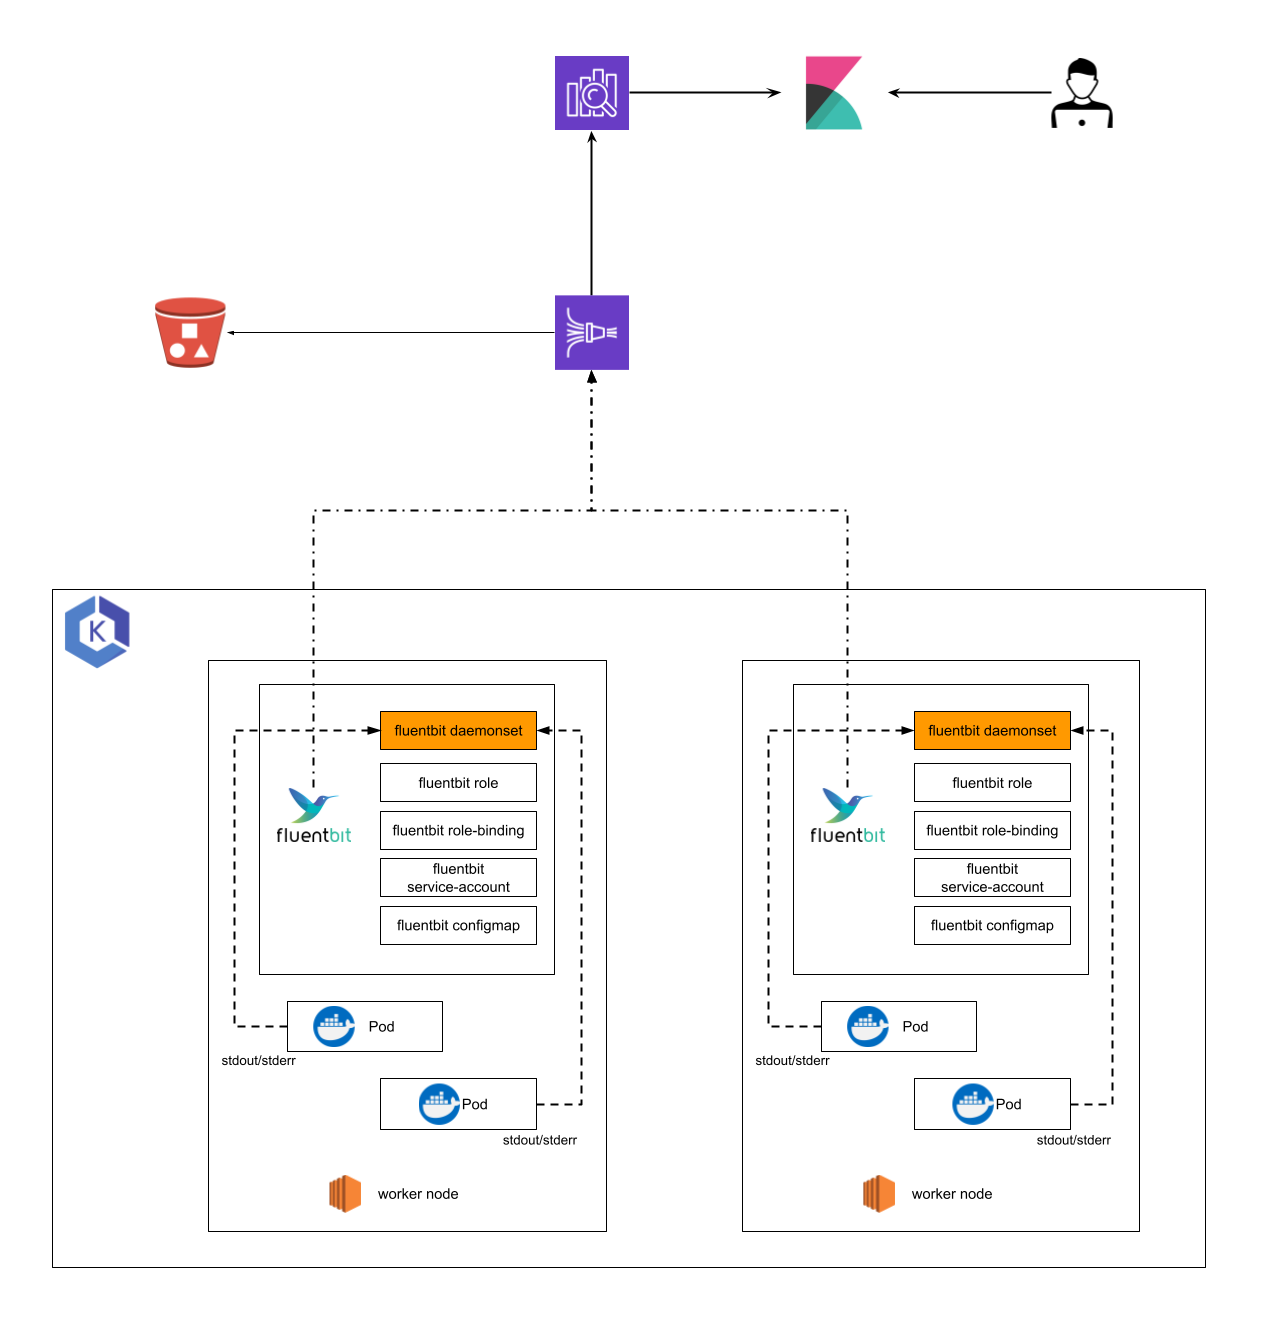 K
fluentbit daemonset
fluentbit role
fluentbit
fluentbit role-binding
fluentbit
service-account
fluentbit configmap
Pod
stdout/stderr
Pod
stdout/stderr
worker node
fluentbit daemonset
fluentbit role
fluentbit
fluentbit role-binding
fluentbit
service-account
fluentbit configmap
Pod
stdout/stderr
Pod
stdout/stderr
worker node